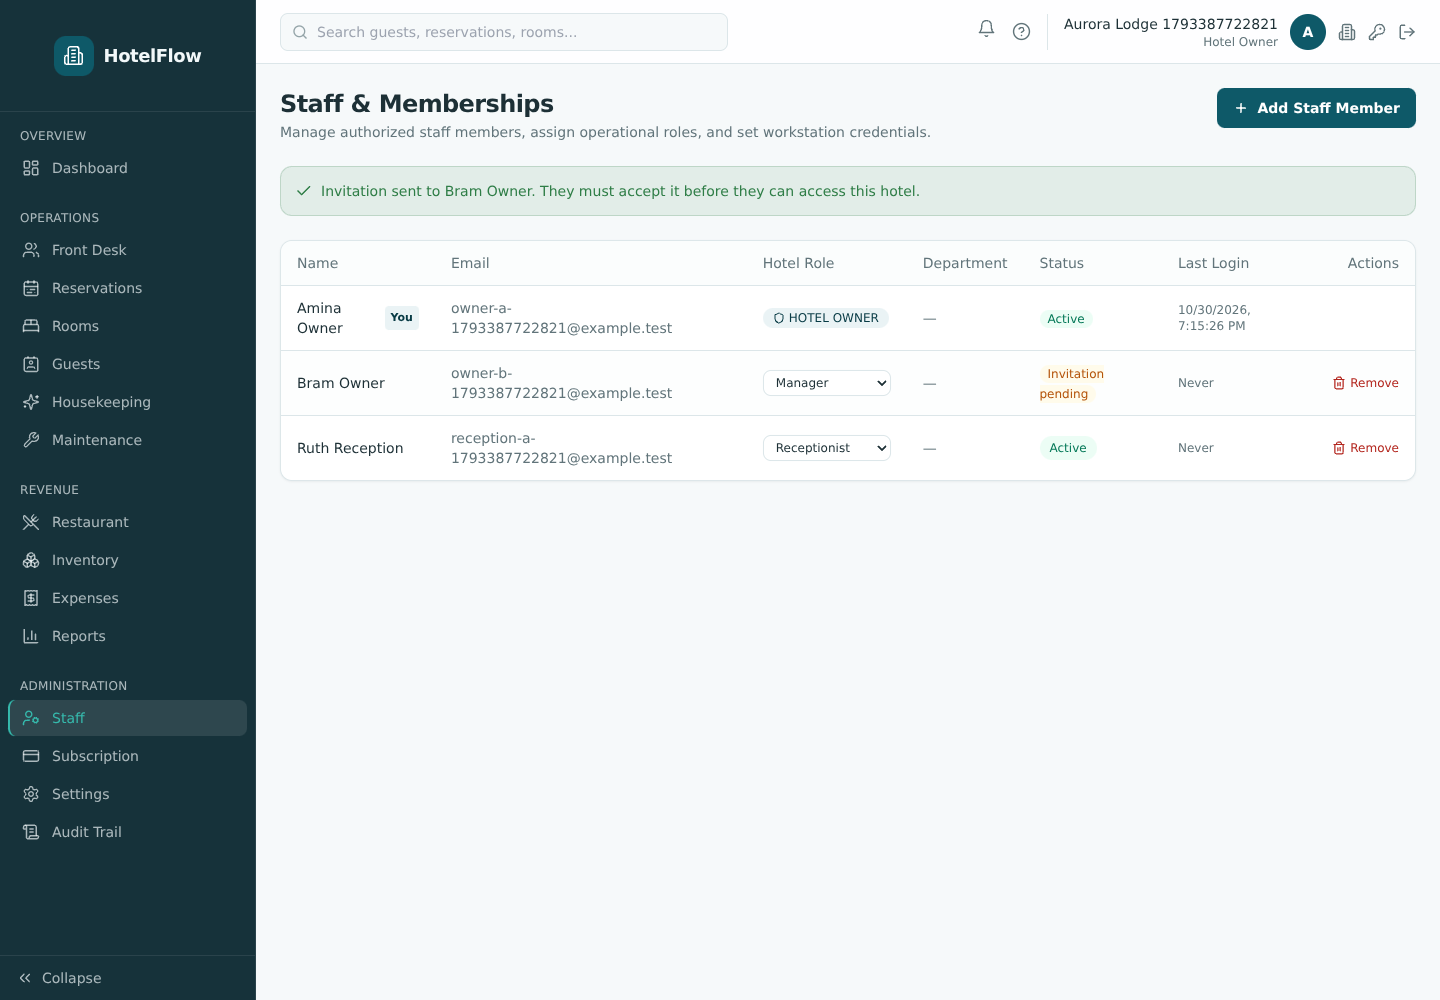 HotelFlow
OVERVIEW
Dashboard
OPERATIONS
Front Desk
Reservations
Rooms
Guests
Housekeeping
Maintenance
REVENUE
Restaurant
Inventory
Expenses
Reports
ADMINISTRATION
Staff
Subscription
Settings
Audit Trail
Collapse
Search guests, reservations, rooms...
Aurora Lodge 1793387722821
Hotel Owner
A
Staff & Memberships
Manage authorized staff members, assign operational roles, and set workstation credentials.
+ Add Staff Member
Invitation sent to Bram Owner. They must accept it before they can access this hotel.
Name Email Hotel Role Department Status Last Login Actions
Amina Owner You owner-a-1793387722821@example.test HOTEL OWNER — Active 10/30/2026, 7:15:26 PM
Bram Owner owner-b-1793387722821@example.test Manager — Invitation pending Never Remove
Ruth Reception reception-a-1793387722821@example.test Receptionist — Active Never Remove